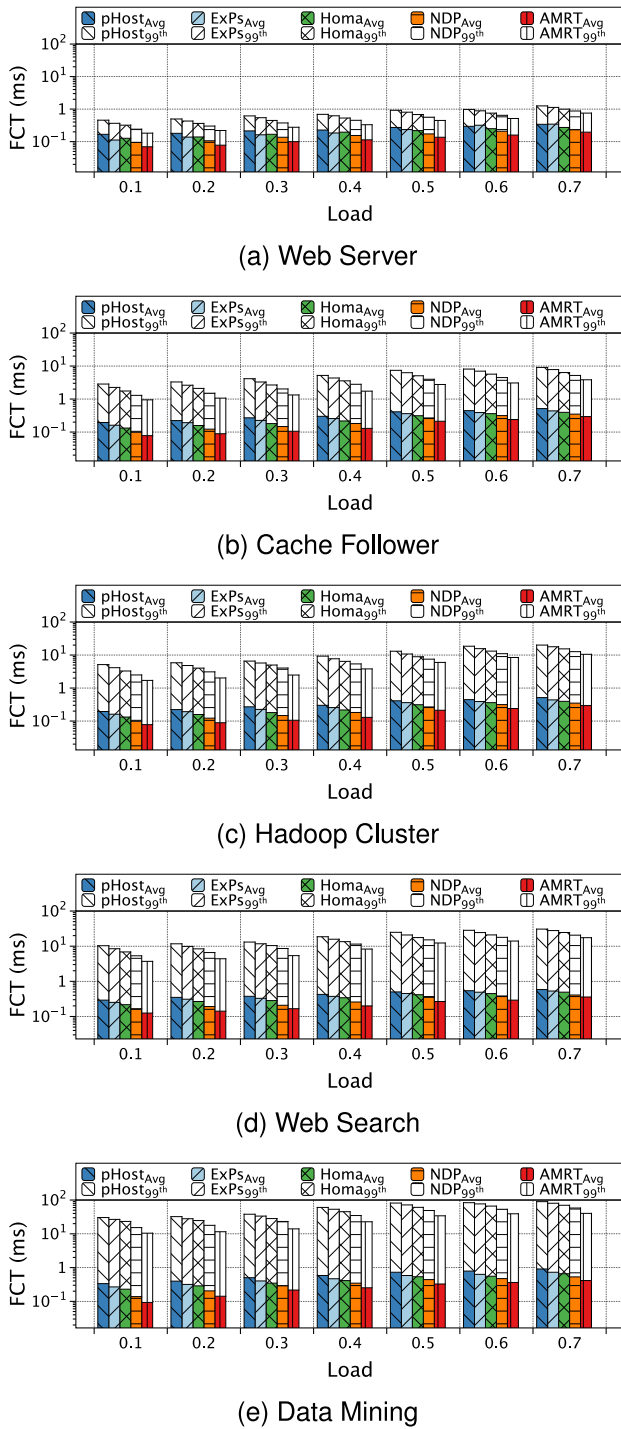 pHostAvg ExPsAvg HomaAvg NDPAvg AMRTAvg
pHost99th ExPs99th Homa99th NDP99th AMRT99th
FCT (ms)
10²
10
1
10⁻¹
0.1 0.2 0.3 0.4 0.5 0.6 0.7
Load
(a) Web Server
pHostAvg ExPsAvg HomaAvg NDPAvg AMRTAvg
pHost99th ExPs99th Homa99th NDP99th AMRT99th
FCT (ms)
10²
10
1
10⁻¹
0.1 0.2 0.3 0.4 0.5 0.6 0.7
Load
(b) Cache Follower
pHostAvg ExPsAvg HomaAvg NDPAvg AMRTAvg
pHost99th ExPs99th Homa99th NDP99th AMRT99th
FCT (ms)
10²
10
1
10⁻¹
0.1 0.2 0.3 0.4 0.5 0.6 0.7
Load
(c) Hadoop Cluster
pHostAvg ExPsAvg HomaAvg NDPAvg AMRTAvg
pHost99th ExPs99th Homa99th NDP99th AMRT99th
FCT (ms)
10²
10
1
10⁻¹
0.1 0.2 0.3 0.4 0.5 0.6 0.7
Load
(d) Web Search
pHostAvg ExPsAvg HomaAvg NDPAvg AMRTAvg
pHost99th ExPs99th Homa99th NDP99th AMRT99th
FCT (ms)
10²
10
1
10⁻¹
0.1 0.2 0.3 0.4 0.5 0.6 0.7
Load
(e) Data Mining